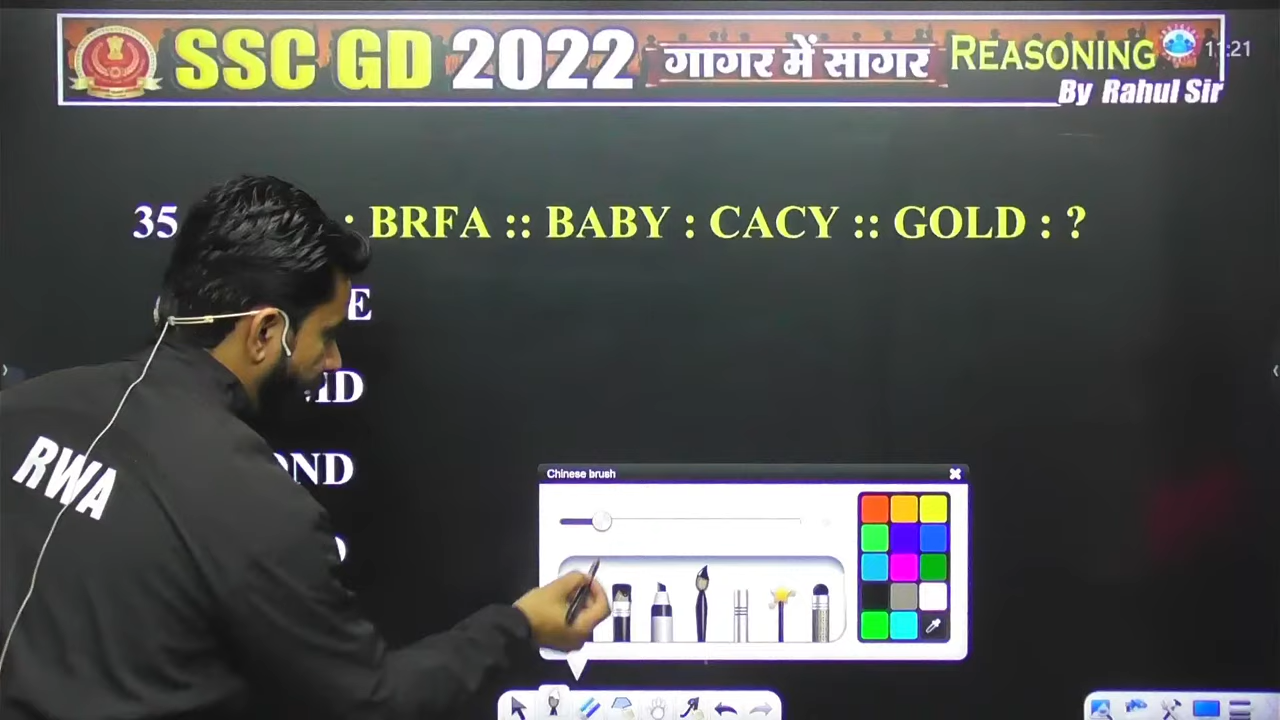 SSC GD 2022 गागर में सागर REASONING 11:21
By Rahul Sir
35 : BRFA :: BABY : CACY :: GOLD : ?
E
ND
OND
D
RWA
Chinese brush